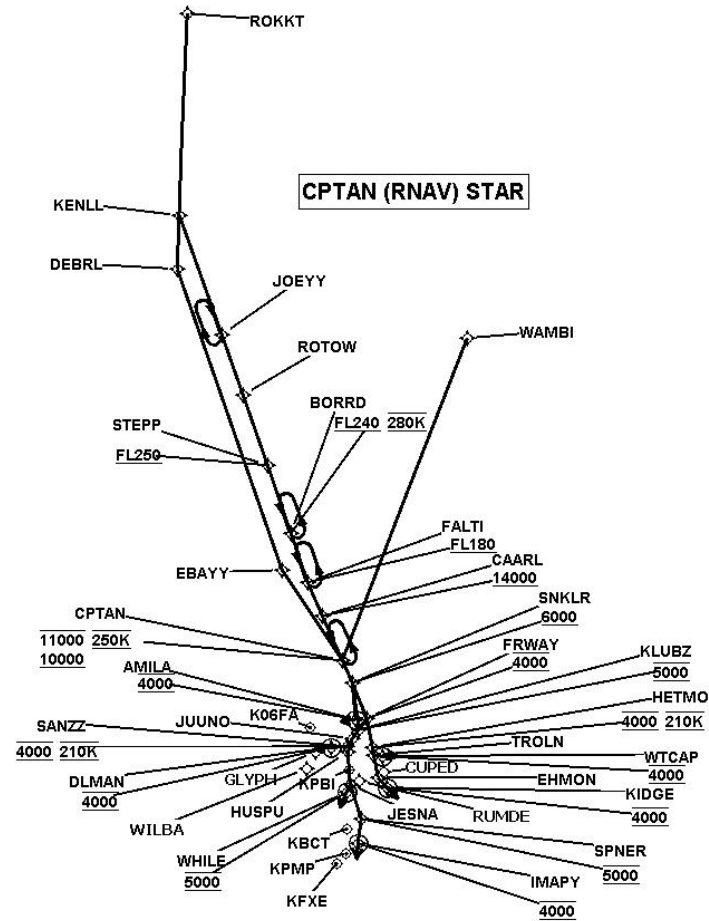 ROKKT
CPTAN (RNAV) STAR
KENLL
DEBRL
JOEYY
WAMBI
ROTOW
BORRD
FL240 280K
STEPP
FL250
FALTI
FL180
EBAYY
CAARL
14000
SNKLR
6000
CPTAN
11000 250K
10000
FRWAY
4000
KLUBZ
5000
AMILA
4000
HETMO
4000 210K
K06FA
JUUNO
SANZZ
4000 210K
TROLN
WTCAP
4000
GLYPH
CUPED
EHMON
DLMAN
4000
KPBI
KIDGE
4000
HUSPU
JESNA
RUMDE
WILBA
KBCT
SPNER
5000
WHILE
5000
KPMP
IMAPY
4000
KFXE